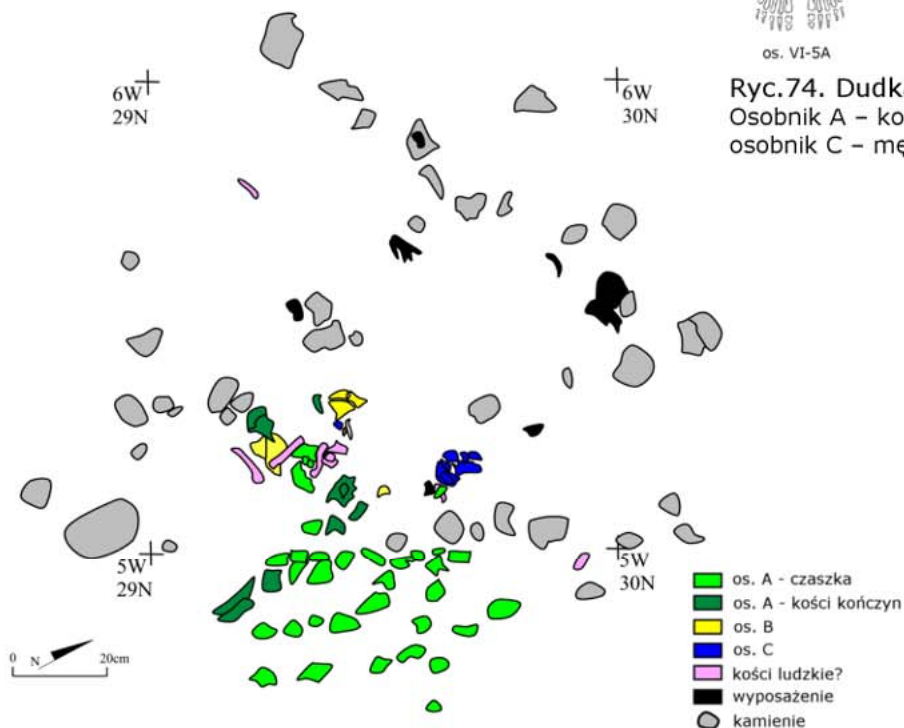 os. VI-5A
Ryc.74. Dudka
Osobnik A – ko
osobnik C – mę
6W
29N
6W
30N
5W
29N
5W
30N
0 N 20cm
os. A - czaszka
os. A - kości kończyn
os. B
os. C
kości ludzkie?
wyposażenie
kamienie